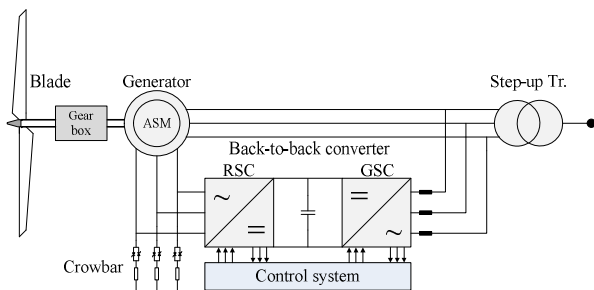 Blade
Generator
Step-up Tr.
Gear
box
ASM
Back-to-back converter
RSC
GSC
~
=
=
~
Crowbar
Control system